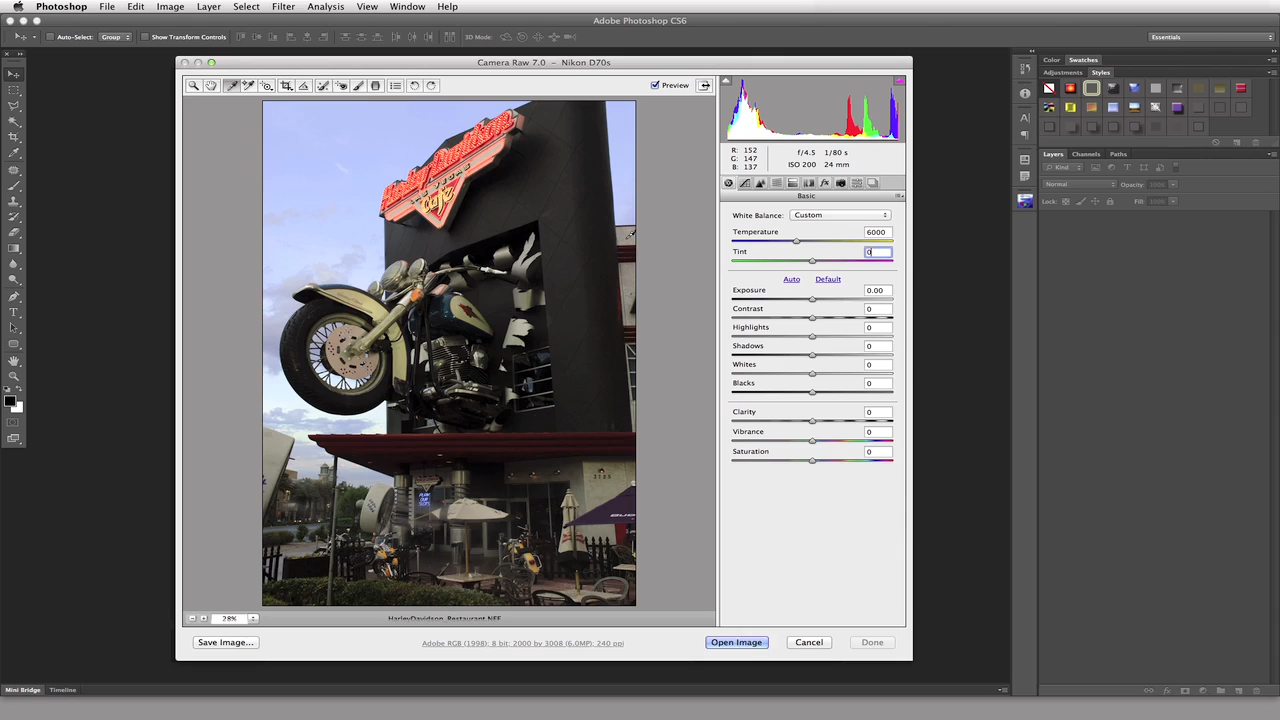 Photoshop File Edit Image Layer Select Filter Analysis View Window Help
Adobe Photoshop CS6
Auto-Select: Group Show Transform Controls 3D Mode: Essentials
Camera Raw 7.0 – Nikon D70s
Preview
Color Swatches
Adjustments Styles
R: 152
G: 147
B: 137
f/4.5 1/80 s
ISO 200 24 mm
Basic
White Balance: Custom
Temperature 6000
Tint 0
Auto Default
Exposure 0.00
Contrast 0
Highlights 0
Shadows 0
Whites 0
Blacks 0
Clarity 0
Vibrance 0
Saturation 0
Layers Channels Paths
Kind
Normal Opacity: 100%
Lock: Fill: 100%
Harley-Davidson
cafe
3725
28%
HarleyDavidson_Restaurant.NEF
Save Image...
Adobe RGB (1998); 8 bit; 2000 by 3008 (6.0MP); 240 ppi
Open Image Cancel Done
Mini Bridge Timeline